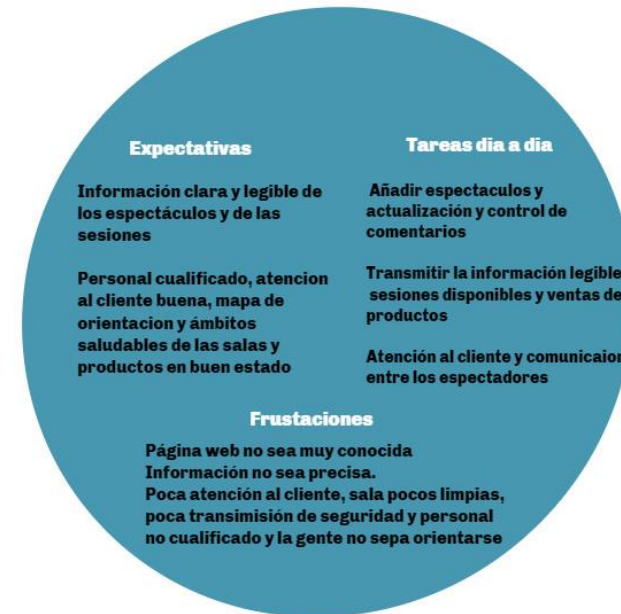 Expectativas
Información clara y legible de
los espectáculos y de las
sesiones
Personal cualificado, atencion
al cliente buena, mapa de
orientacion y ámbitos
saludables de las salas y
productos en buen estado
Tareas dia a dia
Añadir espectaculos y
actualización y control de
comentarios
Transmitir la información legible
sesiones disponibles y ventas de
productos
Atención al cliente y comunicaion
entre los espectadores
Frustaciones
Página web no sea muy conocida
Información no sea precisa.
Poca atención al cliente, sala pocos limpias,
poca transimisión de seguridad y personal
no cualificado y la gente no sepa orientarse